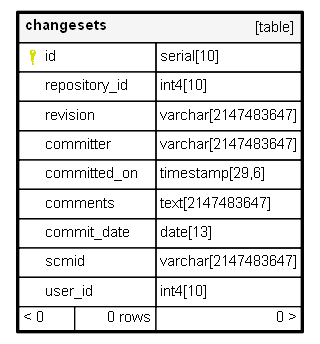 changesets [table]
id serial[10]
repository_id int4[10]
revision varchar[2147483647]
committer varchar[2147483647]
committed_on timestamp[29,6]
comments text[2147483647]
commit_date date[13]
scmid varchar[2147483647]
user_id int4[10]
< 0 0 rows 0 >